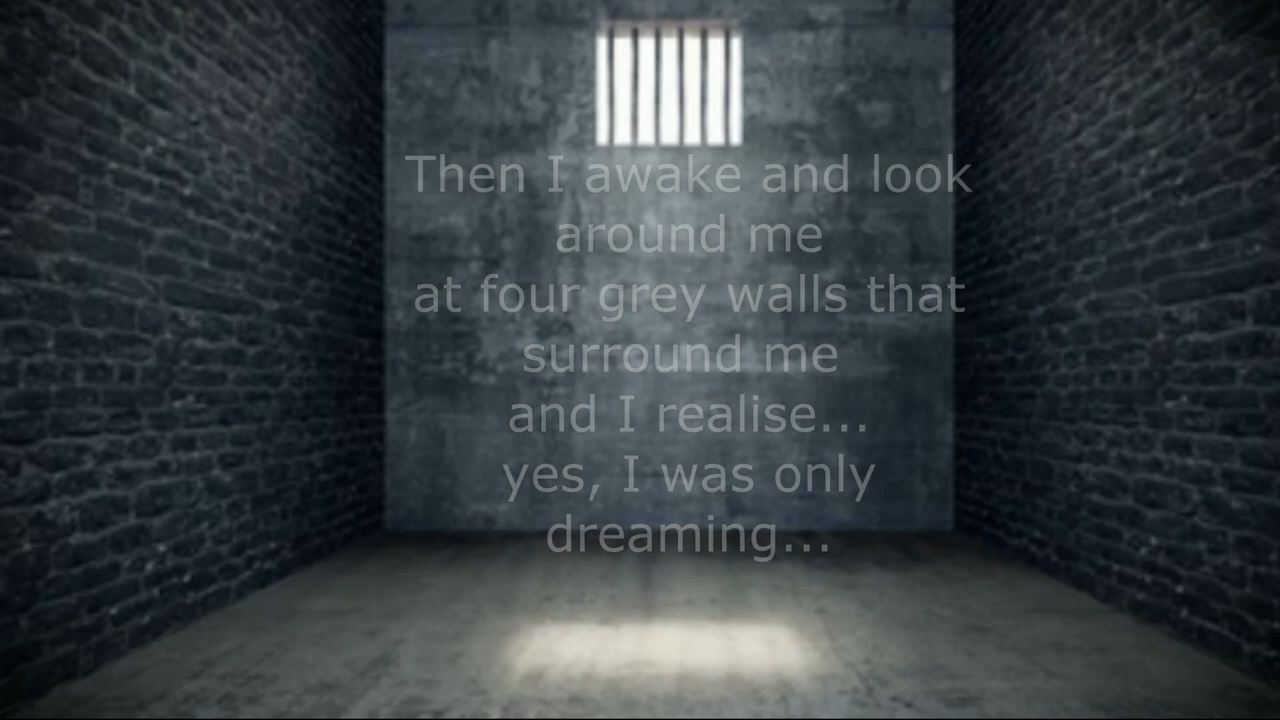 Then I awake and look
around me
at four grey walls that
surround me
and I realise...
yes, I was only
dreaming...